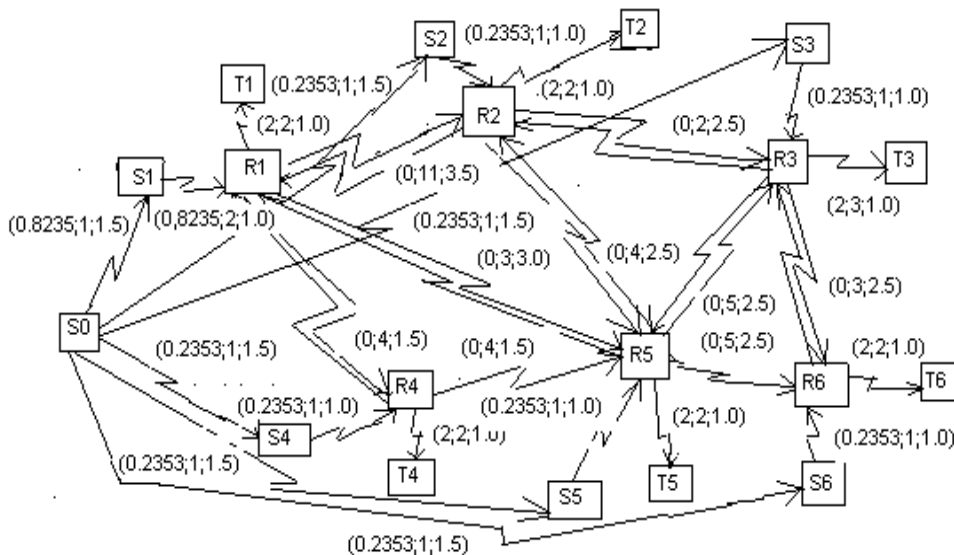 S2
(0.2353;1;1.0)
T2
S3
T1
(0.2353;1;1.5)
.(2;2;1.0)
R2
(0.2353;1;1.0)
(2;2;1.0)
(0;2;2.5)
R1
R3
T3
S1
(0;11;3.5)
(2;3;1.0)
(0.8235;1;1.5)
(0,8235;2;1.0)
(0.2353;1;1.5)
(0;3;3.0)
(0;4;2.5)
(0;3;2.5)
S0
(0;5;2.5)
(0.2353;1;1.5)
(0;4;1.5)
(0;4;1.5)
R5
(0;5;2.5)
(2;2;1.0)
R4
R6
T6
(0.2353;1;1.0)
(0.2353;1;1.0)
(2;2;1.0)
S4
(2;2;1.0)
(0.2353;1;1.0)
(0.2353;1;1.5)
T4
S5
T5
S6
(0.2353;1;1.5)